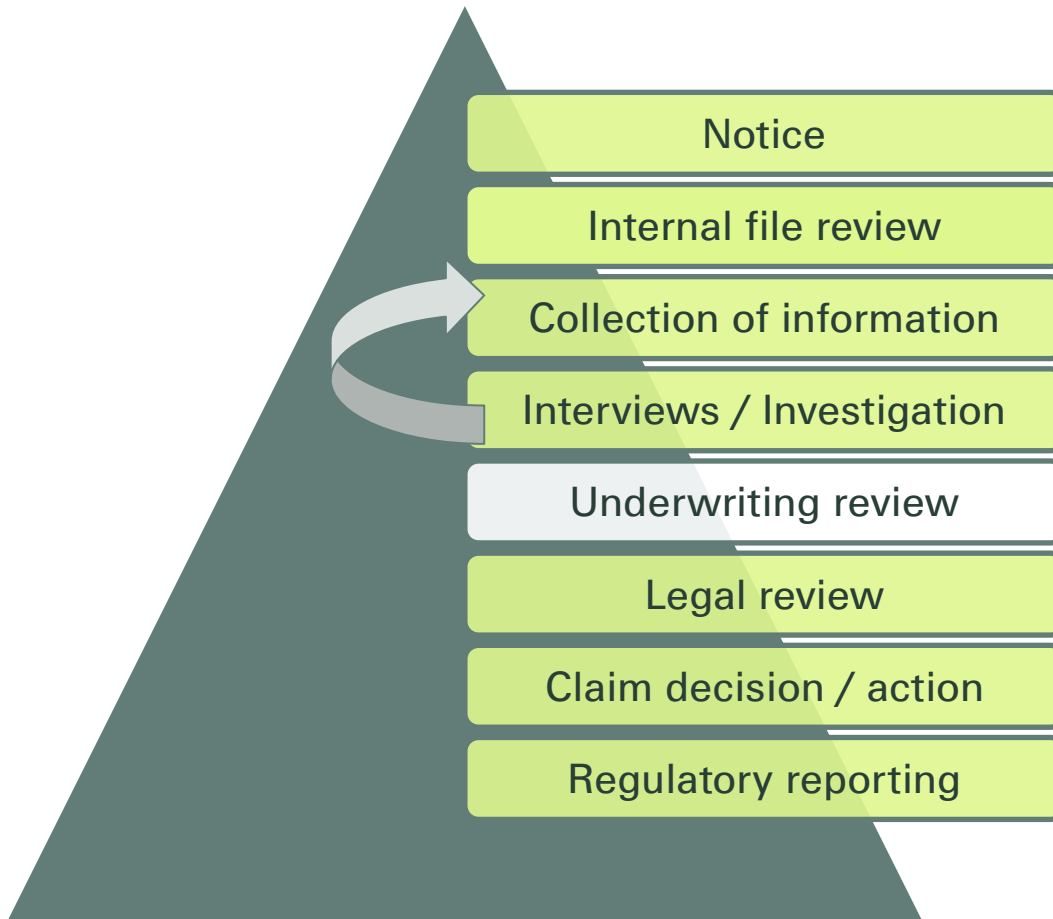 Notice
Internal file review
Collection of information
Interviews / Investigation
Underwriting review
Legal review
Claim decision / action
Regulatory reporting